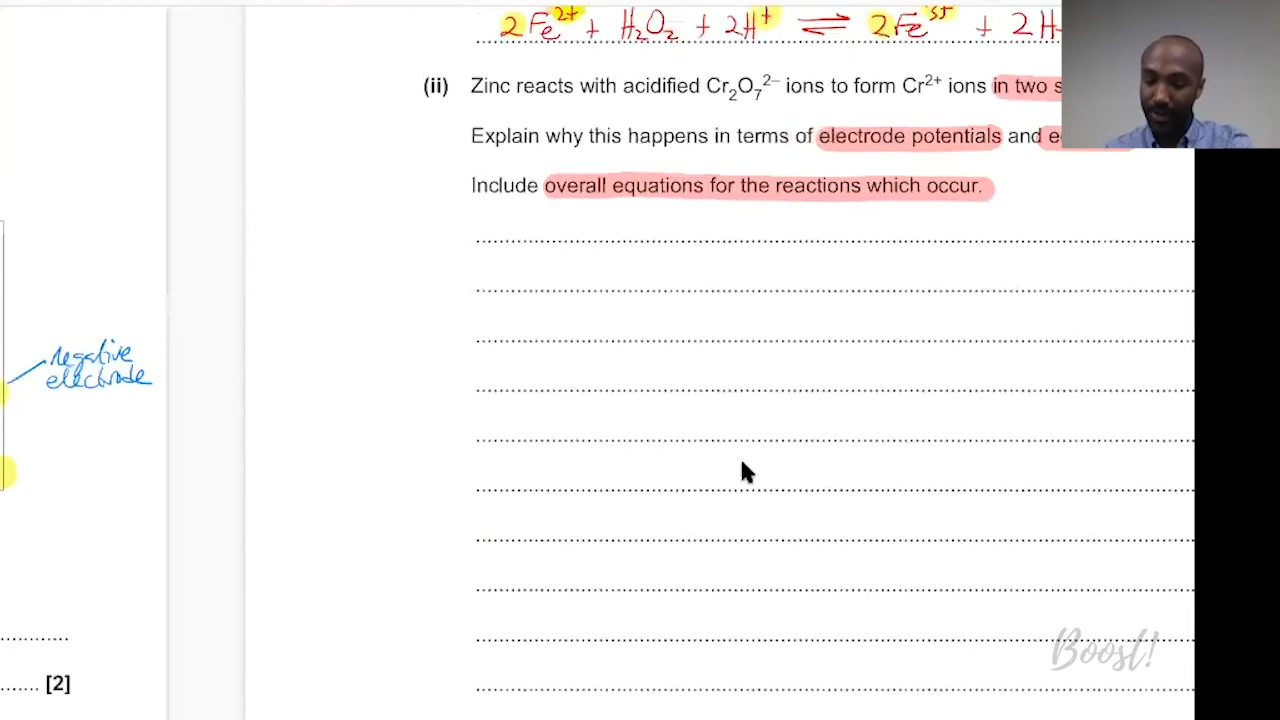 2Fe²⁺ + H₂O₂ + 2H⁺ ⇌ 2Fe³⁺ + 2H
(ii) Zinc reacts with acidified Cr₂O₇²⁻ ions to form Cr²⁺ ions in two s
Explain why this happens in terms of electrode potentials and e
Include overall equations for the reactions which occur.
negative
electrode
[2]
Boost!